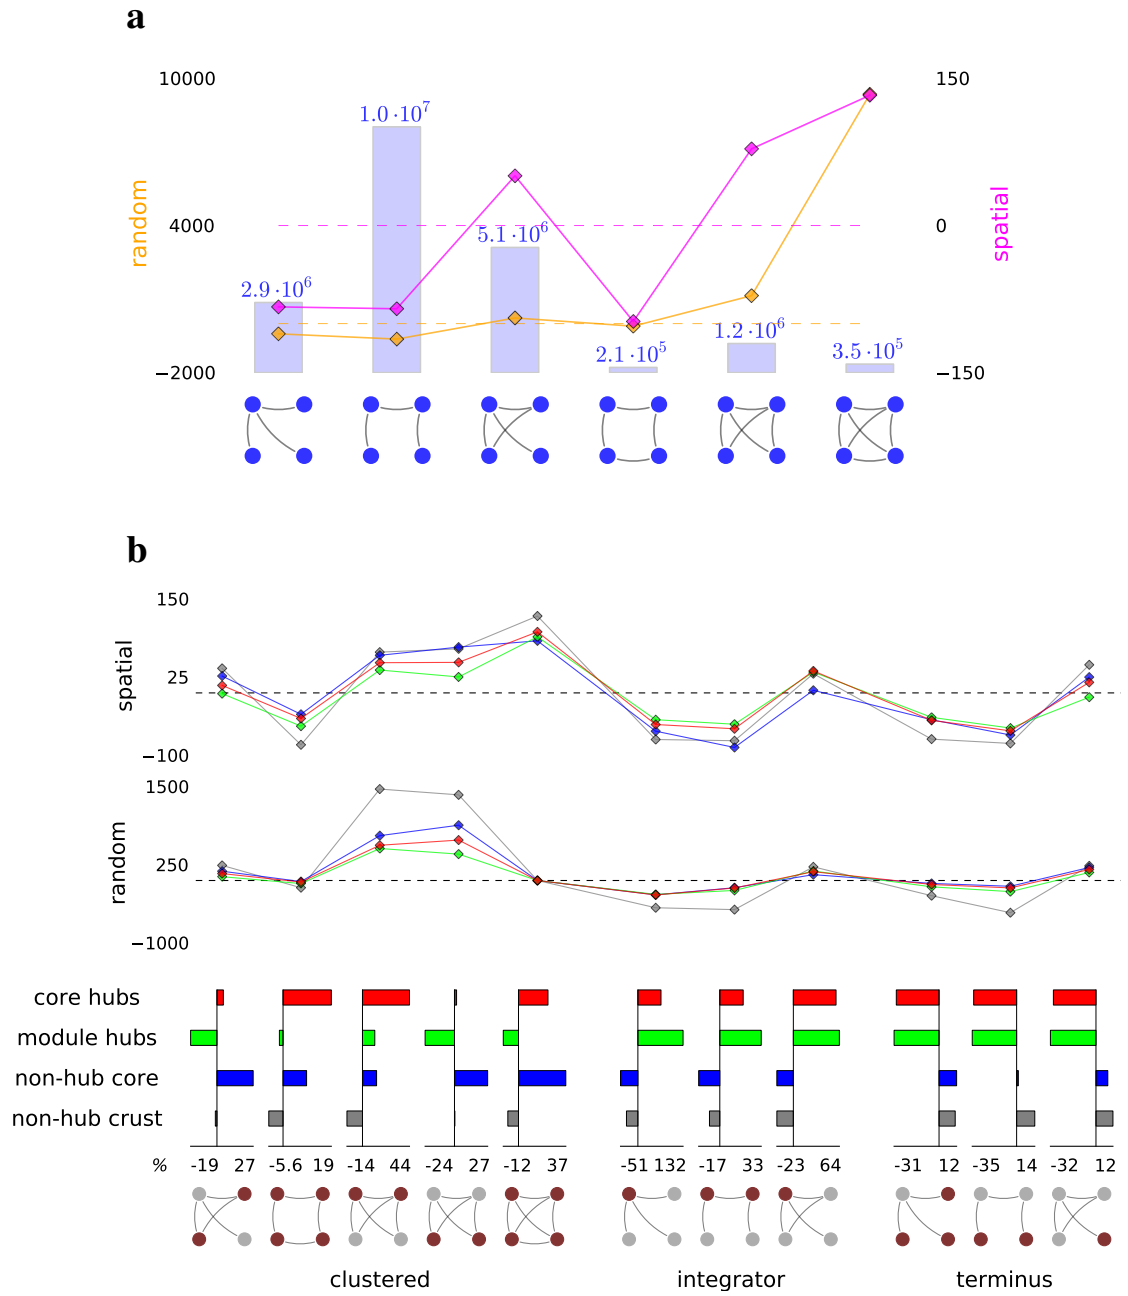 a
10000
150
1.0 · 10^7
random
4000
0
spatial
5.1 · 10^6
2.9 · 10^6
1.2 · 10^6
2.1 · 10^5
3.5 · 10^5
−2000
−150
b
150
spatial
25
−100
1500
random
250
−1000
core hubs
module hubs
non-hub core
non-hub crust
% -19 27 -5.6 19 -14 44 -24 27 -12 37 -51 132 -17 33 -23 64 -31 12 -35 14 -32 12
clustered integrator terminus